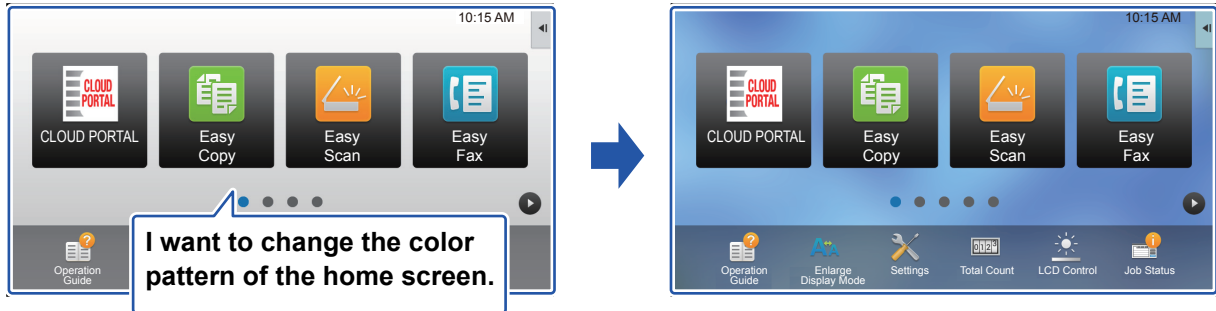 10:15 AM
CLOUD
PORTAL
CLOUD PORTAL
Easy
Copy
Easy
Scan
Easy
Fax
I want to change the color
pattern of the home screen.
Operation
Guide
10:15 AM
CLOUD
PORTAL
CLOUD PORTAL
Easy
Copy
Easy
Scan
Easy
Fax
Operation
Guide
Enlarge
Display Mode
Settings
Total Count
LCD Control
Job Status